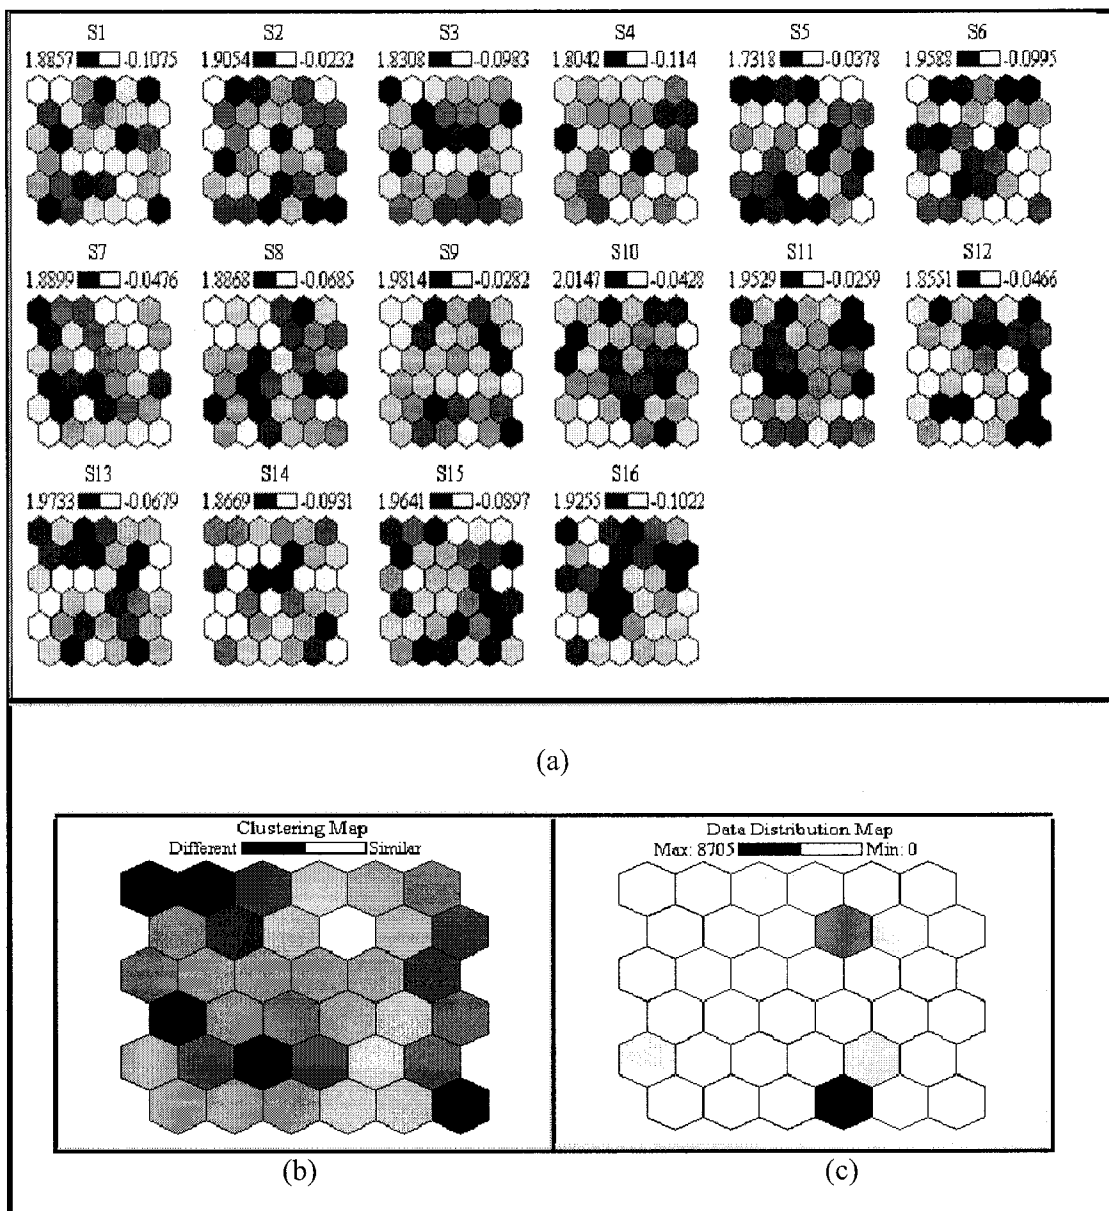 S1 S2 S3 S4 S5 S6
1.8857 -0.1075 1.9054 -0.0232 1.8308 -0.0983 1.8042 -0.114 1.7318 -0.0378 1.9588 -0.0995
S7 S8 S9 S10 S11 S12
1.8899 -0.0476 1.8868 -0.0685 1.9814 -0.0282 2.0147 -0.0428 1.9529 -0.0259 1.8551 -0.0466
S13 S14 S15 S16
1.9733 -0.0679 1.8669 -0.0931 1.9641 -0.0897 1.9255 -0.1022
(a)
Clustering Map Data Distribution Map
Different Similar Max: 8705 Min: 0
(b) (c)